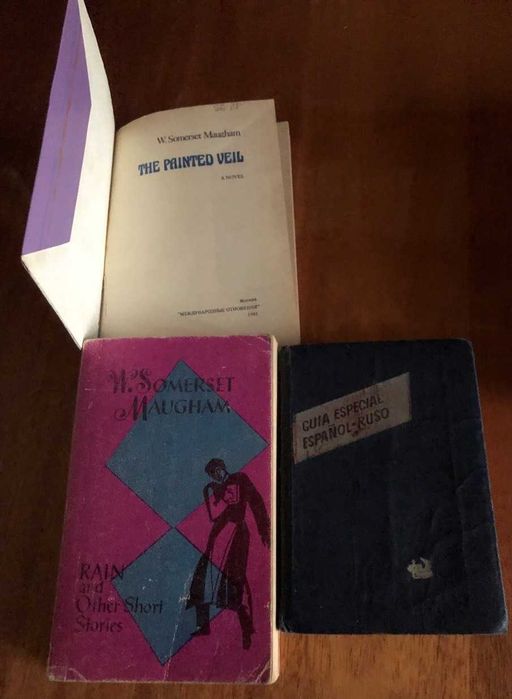 W. Somerset Maugham
THE PAINTED VEIL
A NOVEL
Москва
"МЕЖДУНАРОДНЫЕ ОТНОШЕНИЯ"
1981
W. SOMERSET
MAUGHAM
RAIN
and
Other Short
Stories
GUIA ESPECIAL
ESPAÑOL-RUSO